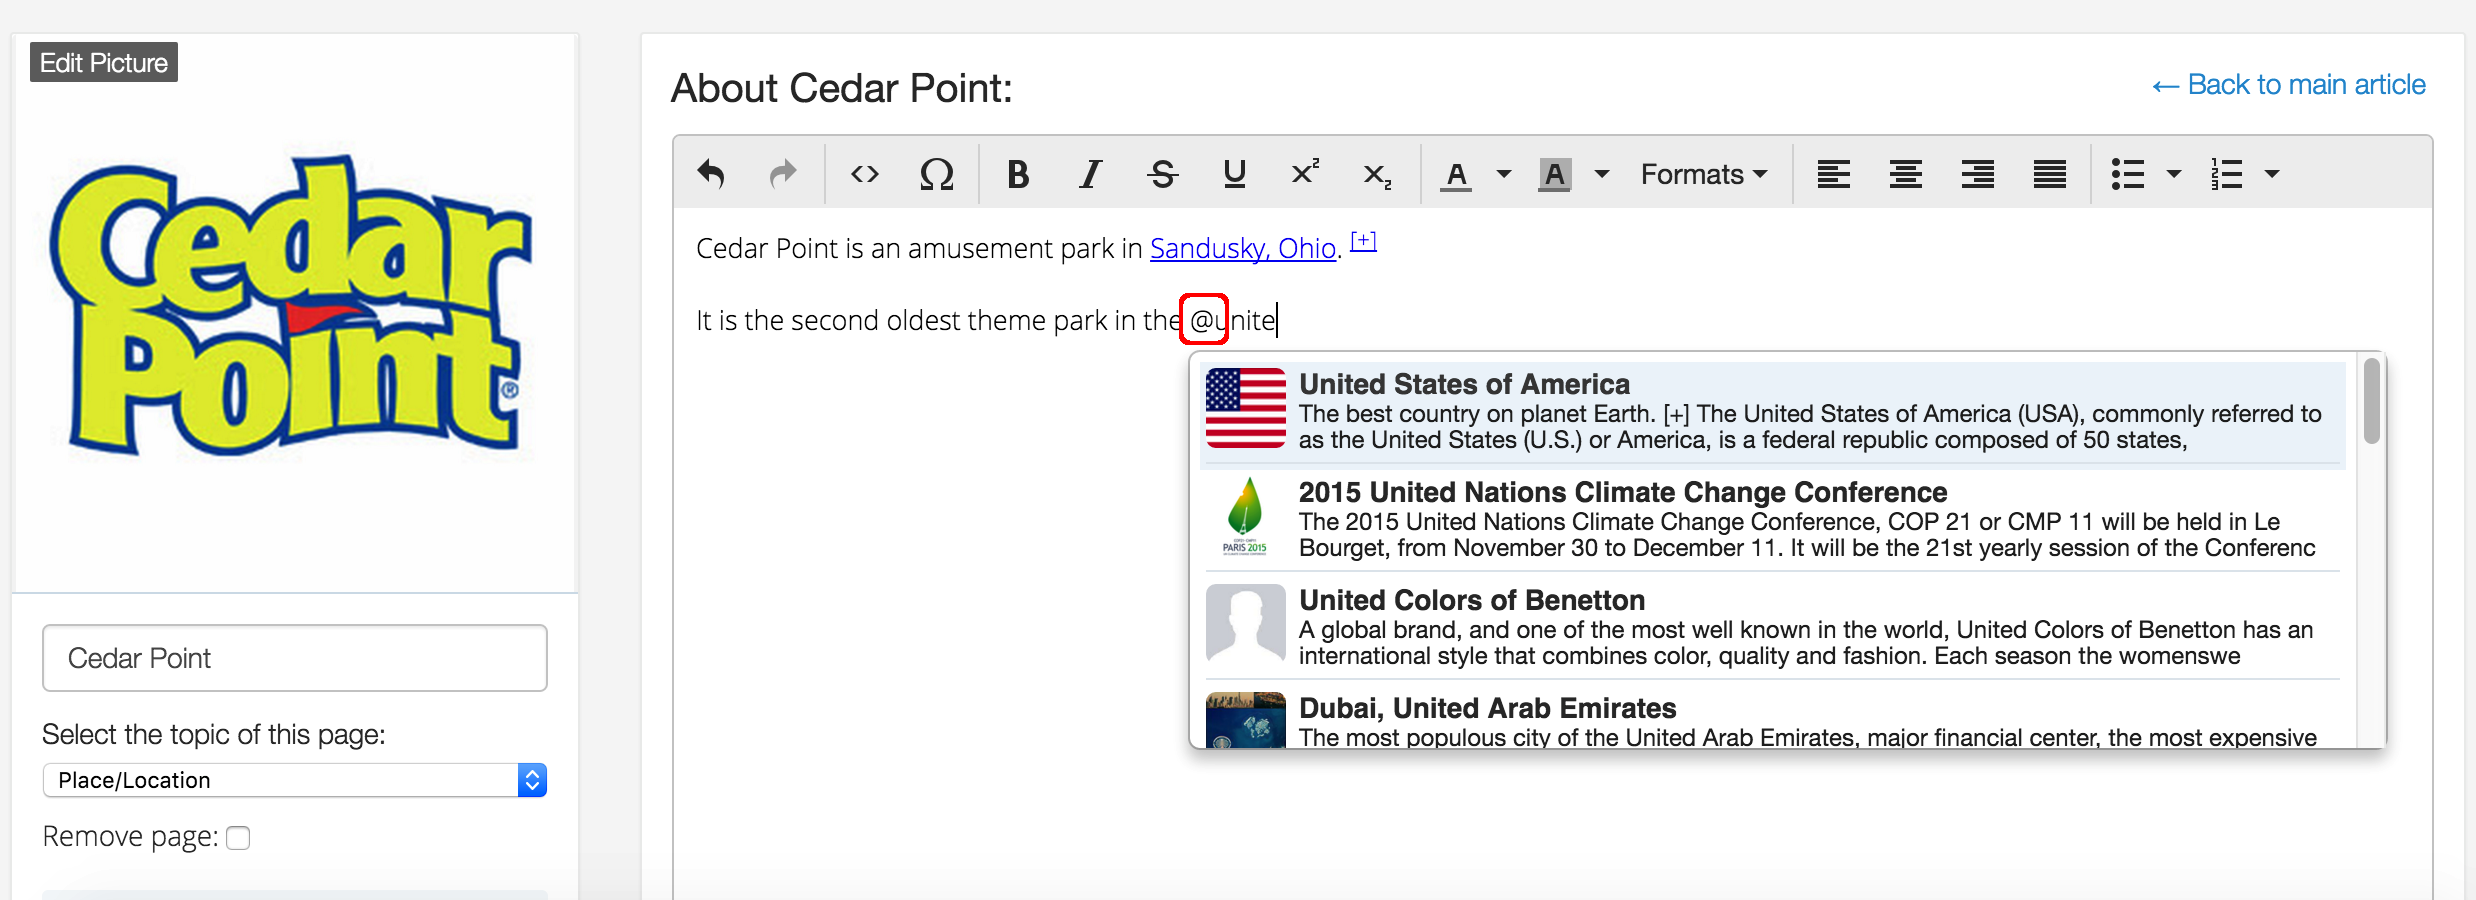 Edit Picture
Cedar
Point®
Cedar Point
Select the topic of this page:
Place/Location
Remove page:
About Cedar Point:
← Back to main article
<> Ω B I S U x² x₂ A A Formats
Cedar Point is an amusement park in Sandusky, Ohio. [+]
It is the second oldest theme park in the @unite
United States of America
The best country on planet Earth. [+] The United States of America (USA), commonly referred to
as the United States (U.S.) or America, is a federal republic composed of 50 states,
2015 United Nations Climate Change Conference
The 2015 United Nations Climate Change Conference, COP 21 or CMP 11 will be held in Le
Bourget, from November 30 to December 11. It will be the 21st yearly session of the Conferenc
PARIS 2015
United Colors of Benetton
A global brand, and one of the most well known in the world, United Colors of Benetton has an
international style that combines color, quality and fashion. Each season the womenswe
Dubai, United Arab Emirates
The most populous city of the United Arab Emirates, major financial center, the most expensive